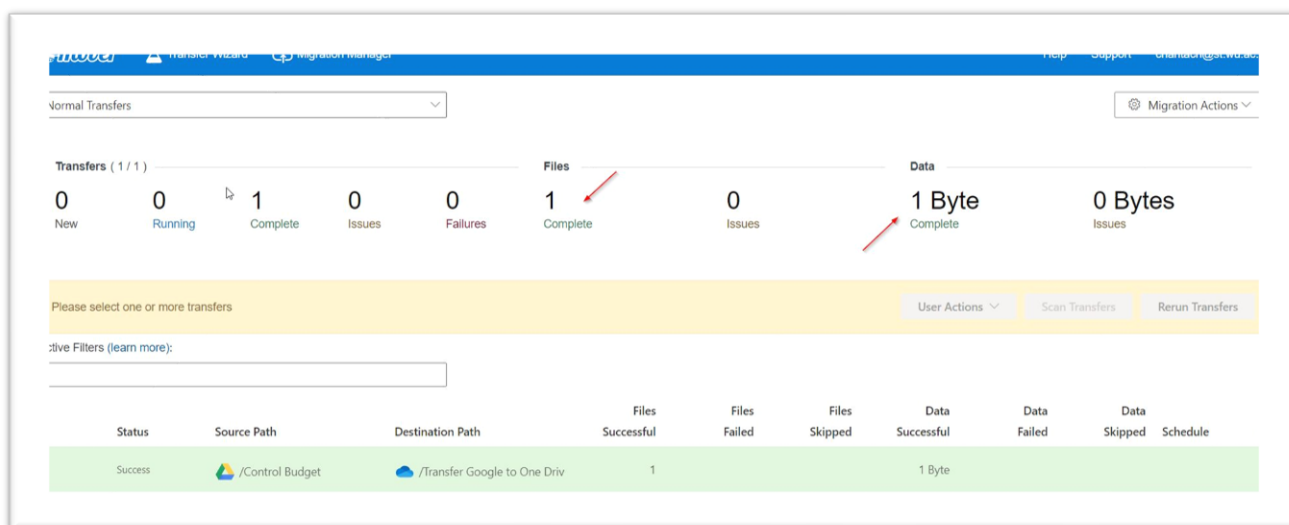 mover Transfer Wizard Migration Manager Help Support
Normal Transfers Migration Actions
Transfers ( 1 / 1 ) Files Data
0 0 1 0 0 1 0 1 Byte 0 Bytes
New Running Complete Issues Failures Complete Issues Complete Issues
Please select one or more transfers User Actions Scan Transfers Rerun Transfers
ctive Filters (learn more):
Files Files Files Data Data Data
Status Source Path Destination Path Successful Failed Skipped Successful Failed Skipped Schedule
Success /Control Budget /Transfer Google to One Driv 1 1 Byte